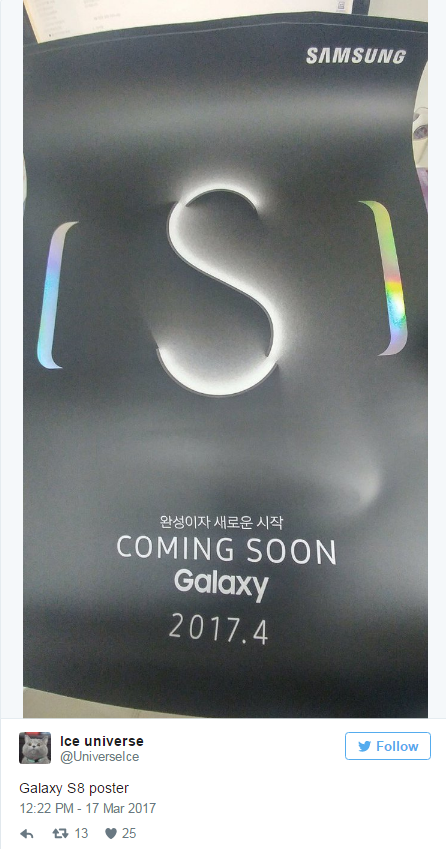 SAMSUNG
S
완성이자 새로운 시작
COMING SOON
Galaxy
2017.4
Ice universe
@UniverseIce
Follow
Galaxy S8 poster
12:22 PM - 17 Mar 2017
13 25